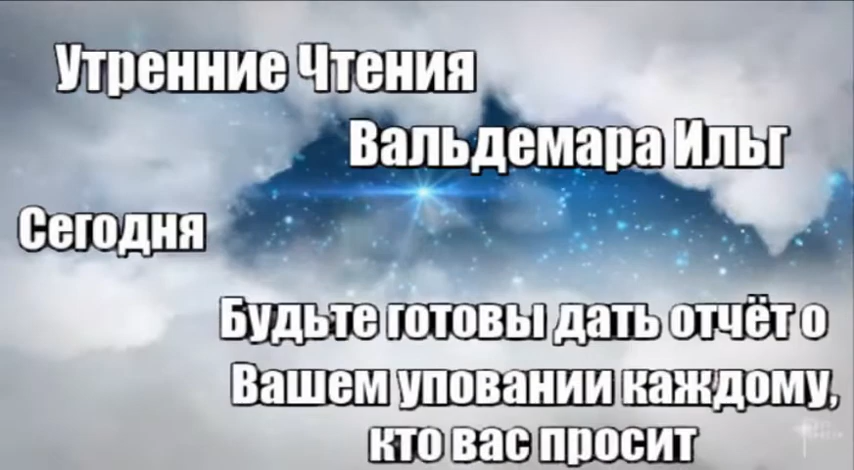 Утренние Чтения
Вальдемара Ильг
Сегодня
Будьте готовы дать отчёт о
Вашем уповании каждому,
кто вас просит